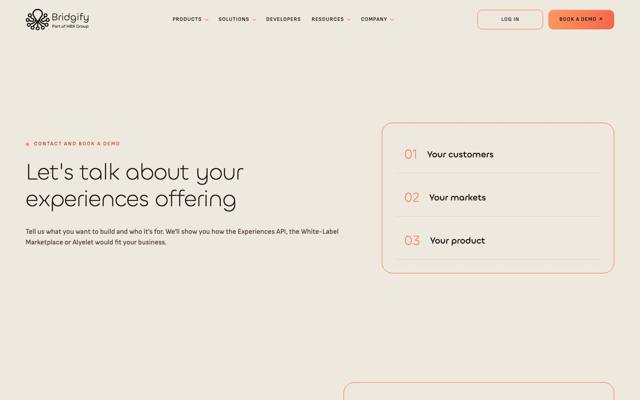 Bridgify
Part of HBX Group
PRODUCTS
SOLUTIONS
DEVELOPERS
RESOURCES
COMPANY
LOG IN
BOOK A DEMO
CONTACT AND BOOK A DEMO
Let's talk about your
experiences offering
Tell us what you want to build and who it's for. We'll show you how the Experiences API, the White-Label
Marketplace or AIyelet would fit your business.
01 Your customers
02 Your markets
03 Your product